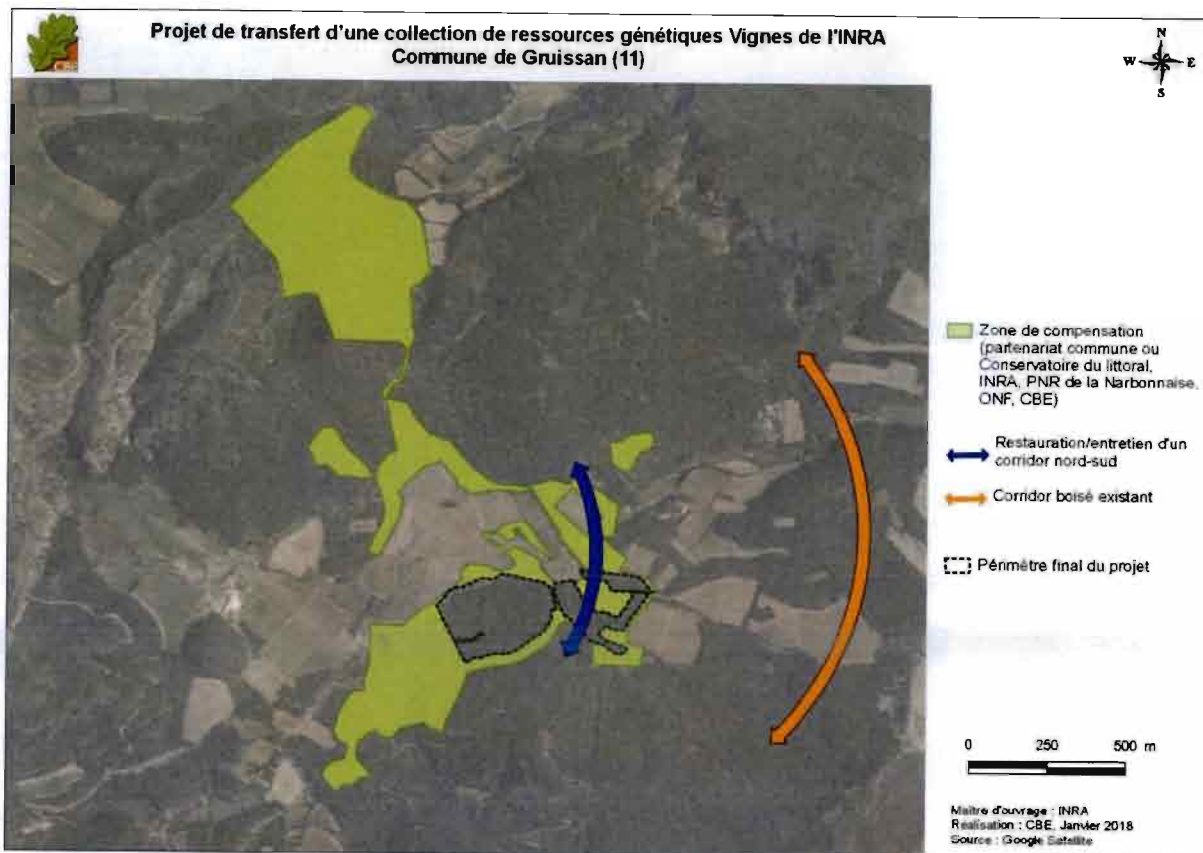 Projet de transfert d'une collection de ressources génétiques Vignes de l'INRA
Commune de Gruissan (11)
N
W E
S
Zone de compensation
(partenariat commune ou
Conservatoire du littoral,
INRA, PNR de la Narbonnaise,
ONF, CBE)
Restauration/entretien d'un
corridor nord-sud
Corridor boisé existant
Périmètre final du projet
0 250 500 m
Maître d'ouvrage : INRA
Réalisation : CBE, Janvier 2018
Source : Google Satellite